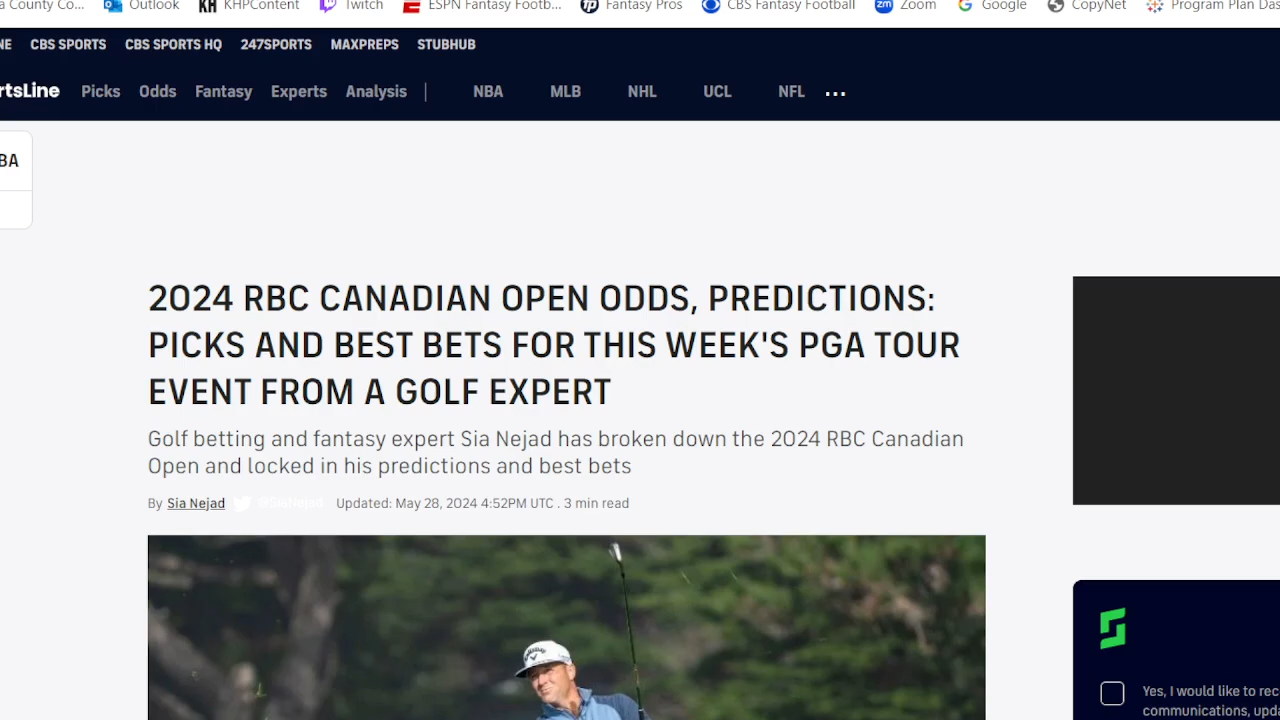 a County Co... Outlook KHPContent Twitch ESPN Fantasy Footb... Fantasy Pros CBS Fantasy Football Zoom Google CopyNet Program Plan Das
NE CBS SPORTS CBS SPORTS HQ 247SPORTS MAXPREPS STUBHUB
rtsLine Picks Odds Fantasy Experts Analysis | NBA MLB NHL UCL NFL ...
BA
2024 RBC CANADIAN OPEN ODDS, PREDICTIONS:
PICKS AND BEST BETS FOR THIS WEEK'S PGA TOUR
EVENT FROM A GOLF EXPERT
Golf betting and fantasy expert Sia Nejad has broken down the 2024 RBC Canadian
Open and locked in his predictions and best bets
By Sia Nejad @SiaNejad Updated: May 28, 2024 4:52PM UTC . 3 min read
Yes, I would like to rec
communications, upda